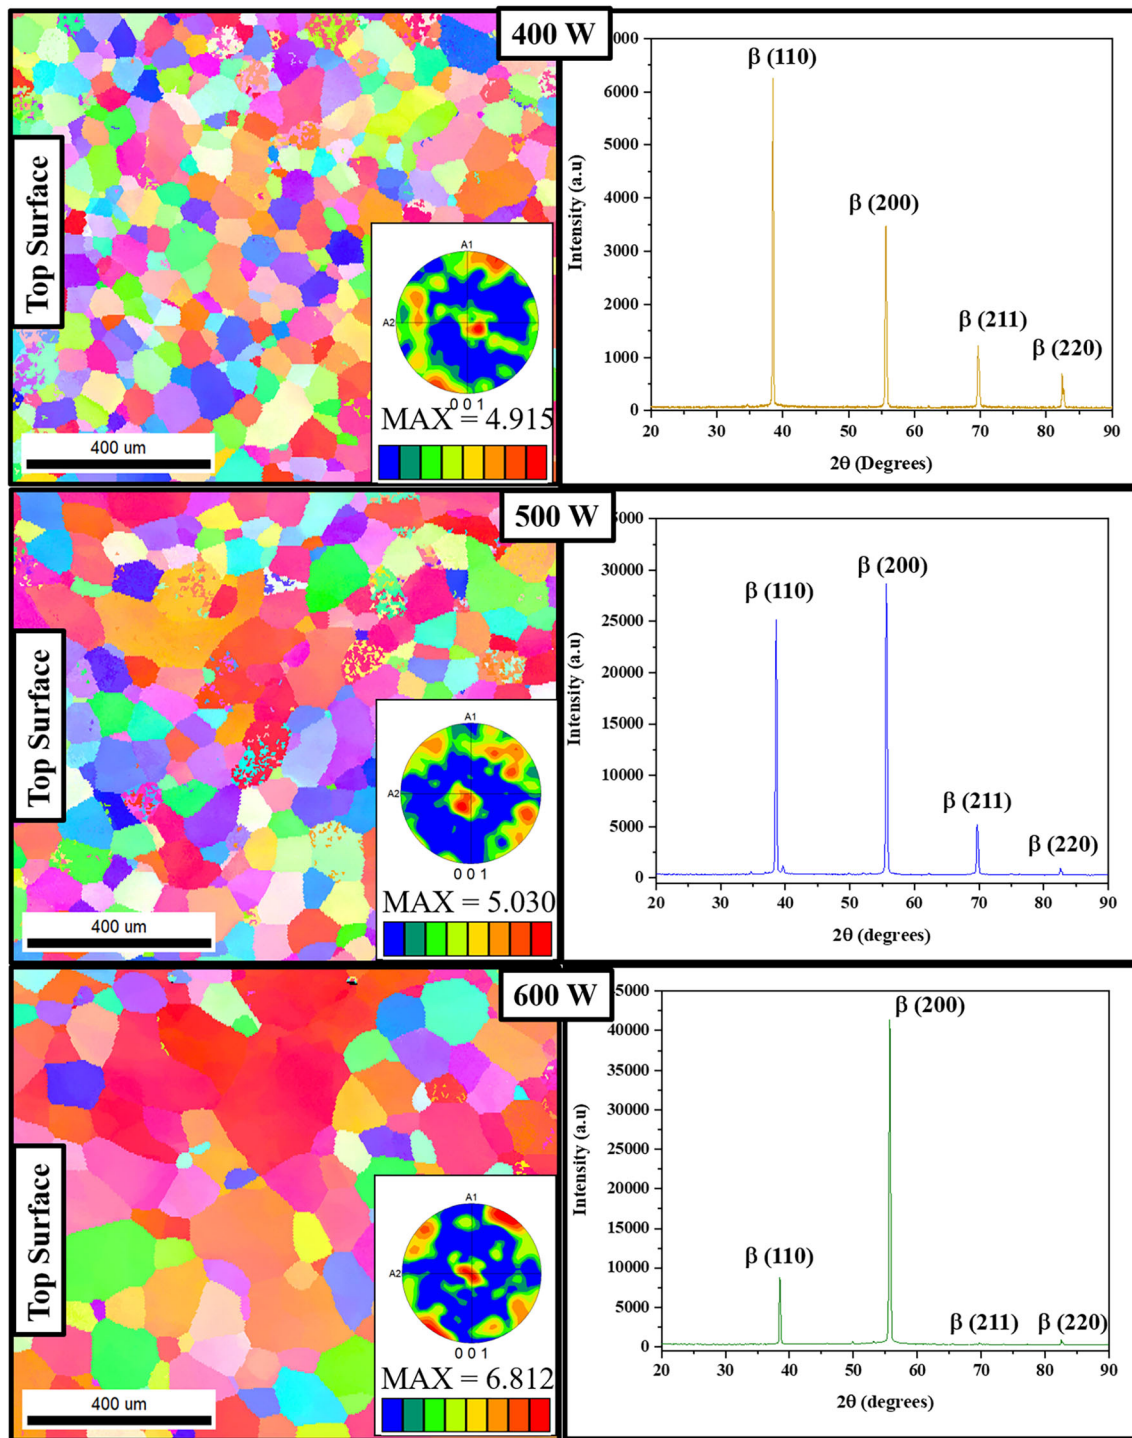 400 W
Top Surface
A1
A2
0 0 1
MAX = 4.915
400 um
6000
5000
4000
3000
2000
1000
0
20 30 40 50 60 70 80 90
Intensity (a.u)
2θ (Degrees)
β (110)
β (200)
β (211)
β (220)
500 W
Top Surface
A1
A2
0 0 1
MAX = 5.030
400 um
30000
25000
20000
15000
10000
5000
0
20 30 40 50 60 70 80 90
Intensity (a.u)
2θ (degrees)
β (110)
β (200)
β (211)
β (220)
600 W
Top Surface
A1
A2
0 0 1
MAX = 6.812
400 um
45000
40000
35000
30000
25000
20000
15000
10000
5000
0
20 30 40 50 60 70 80 90
Intensity (a.u)
2θ (degrees)
β (110)
β (200)
β (211)
β (220)